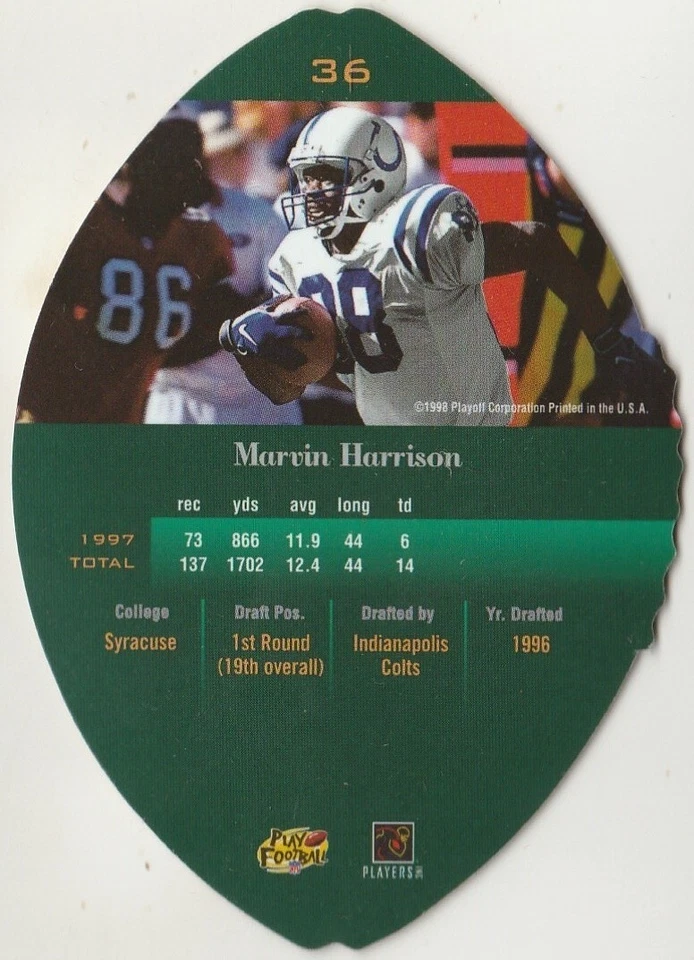 36
86
88
©1998 Playoff Corporation Printed in the U.S.A.
Marvin Harrison
rec yds avg long td
1997 73 866 11.9 44 6
TOTAL 137 1702 12.4 44 14
College Draft Pos. Drafted by Yr. Drafted
Syracuse 1st Round Indianapolis 1996
(19th overall) Colts
PLAY
FOOTBALL
PLAYERS